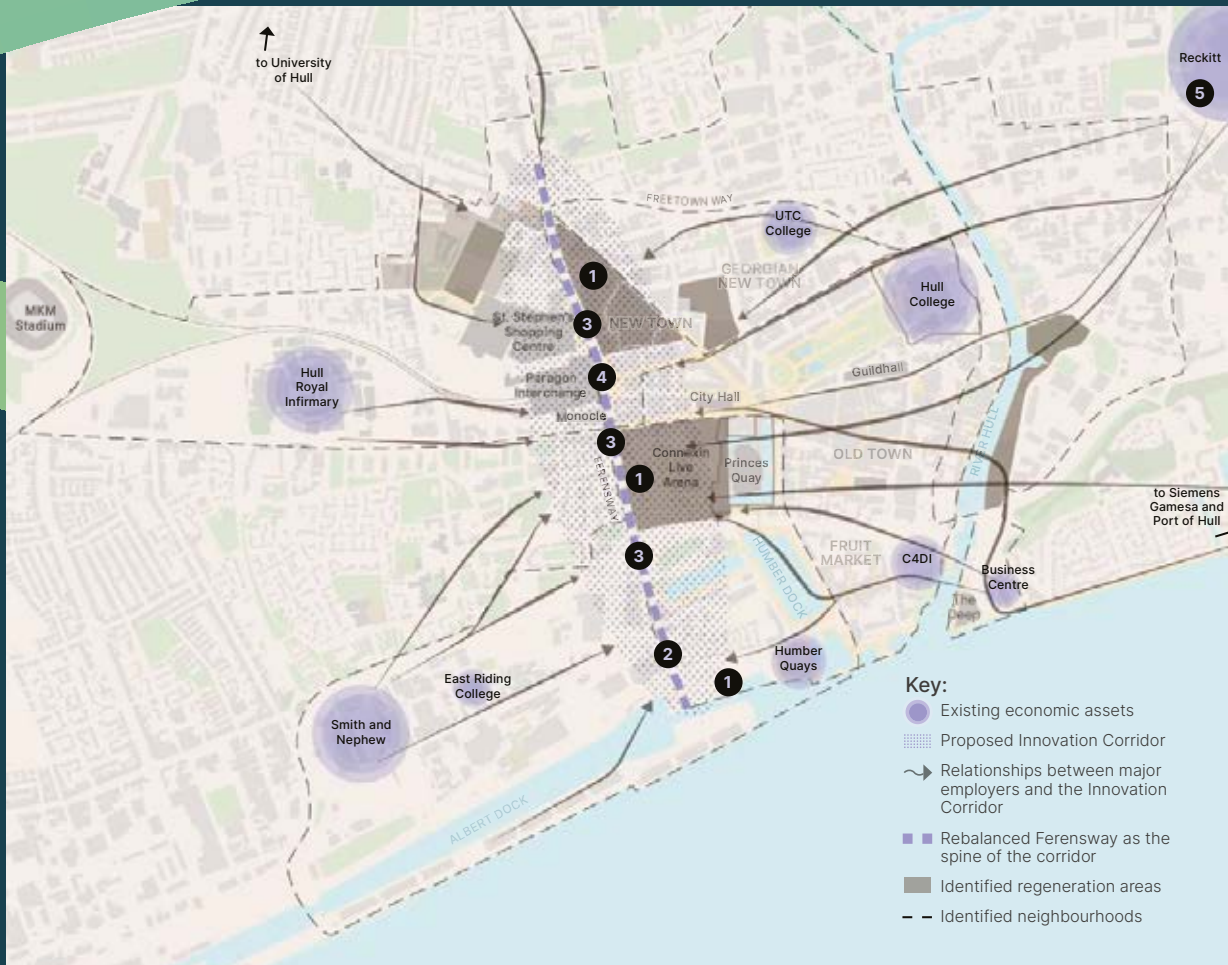 to University
of Hull
Reckitt
5
FREETOWN WAY
UTC
College
1
GEORGIAN
NEW TOWN
Hull
College
MKM
Stadium
St. Stephen's
Shopping
Centre
3
NEW TOWN
Hull
Royal
Infirmary
Paragon
Interchange
4
Guildhall
City Hall
Monocle
3
FERENSWAY
1
Connexin
Live
Arena
Princes
Quay
OLD TOWN
RIVER HULL
to Siemens
Gamesa and
Port of Hull
3
HUMBER DOCK
FRUIT
MARKET
C4DI
Business
Centre
The
Deep
2
Humber
Quays
1
East Riding
College
Smith and
Nephew
ALBERT DOCK
Key:
Existing economic assets
Proposed Innovation Corridor
Relationships between major
employers and the Innovation
Corridor
Rebalanced Ferensway as the
spine of the corridor
Identified regeneration areas
Identified neighbourhoods